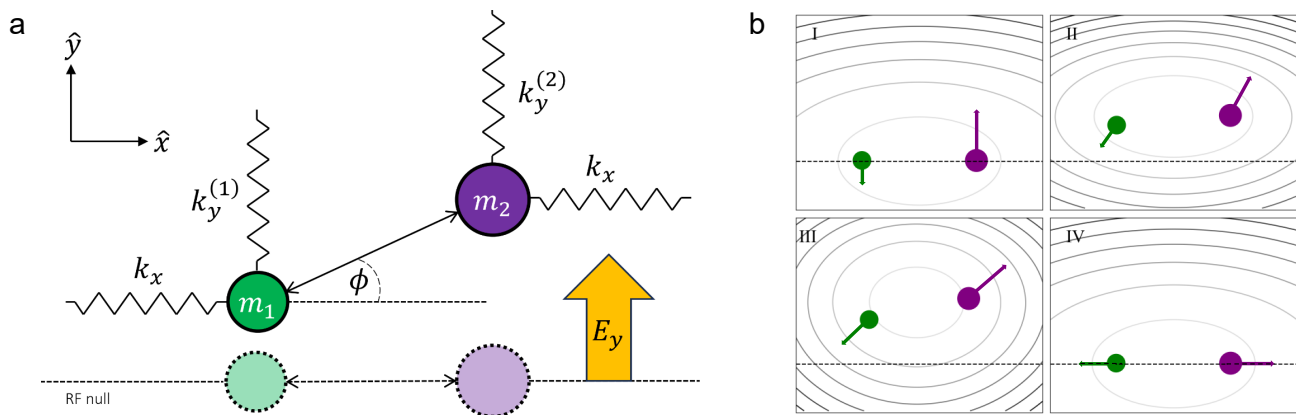 a
ŷ
x̂
k_y^{(1)}
k_y^{(2)}
k_x
k_x
m_1
m_2
ϕ
E_y
RF null
b
I
II
III
IV